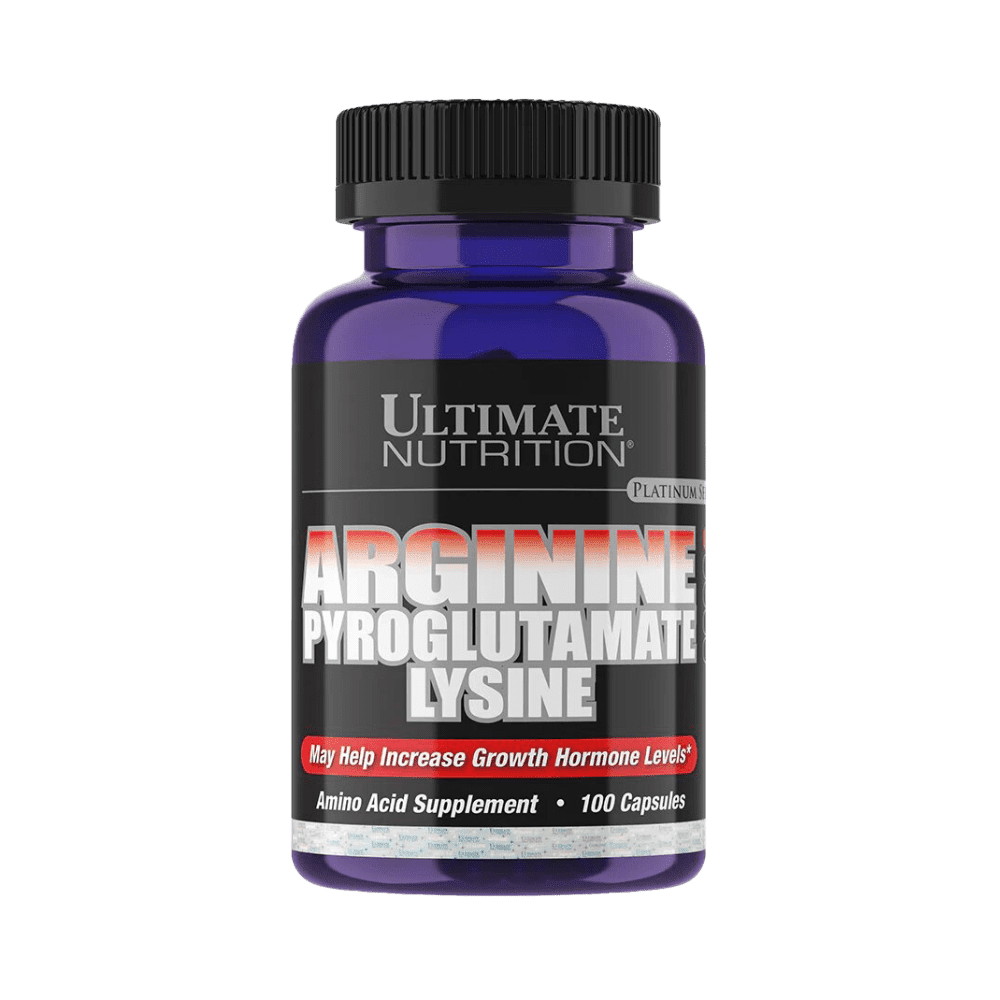 ULTIMATE
NUTRITION®
PLATINUM
ARGININE
PYROGLUTAMATE
LYSINE
May Help Increase Growth Hormone Levels*
Amino Acid Supplement • 100 Capsules